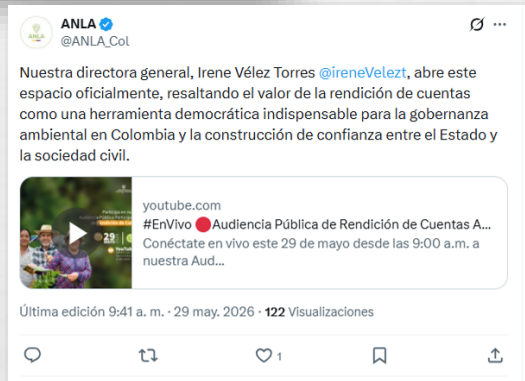 ANLA
@ANLA_Col
Nuestra directora general, Irene Vélez Torres @ireneVelezt, abre este
espacio oficialmente, resaltando el valor de la rendición de cuentas
como una herramienta democrática indispensable para la gobernanza
ambiental en Colombia y la construcción de confianza entre el Estado y
la sociedad civil.
29
youtube.com
#EnVivo 🔴Audiencia Pública de Rendición de Cuentas A...
Conéctate en vivo este 29 de mayo desde las 9:00 a.m. a
nuestra Aud...
Última edición 9:41 a. m. · 29 may. 2026 · 122 Visualizaciones
1